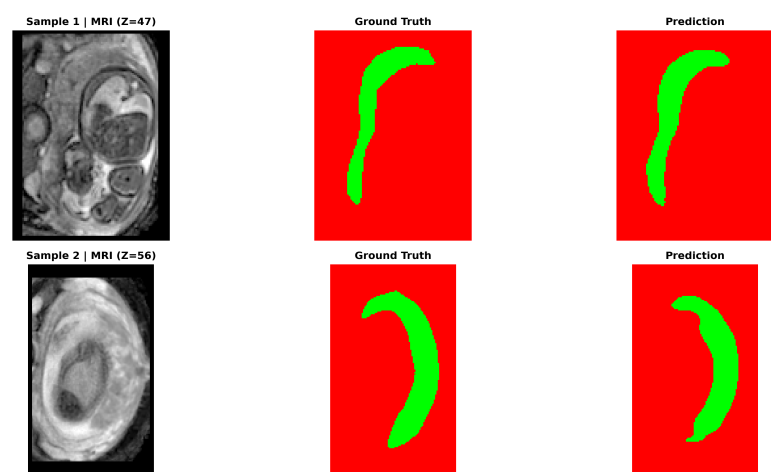 Sample 1 | MRI (Z=47)
Ground Truth
Prediction
Sample 2 | MRI (Z=56)
Ground Truth
Prediction